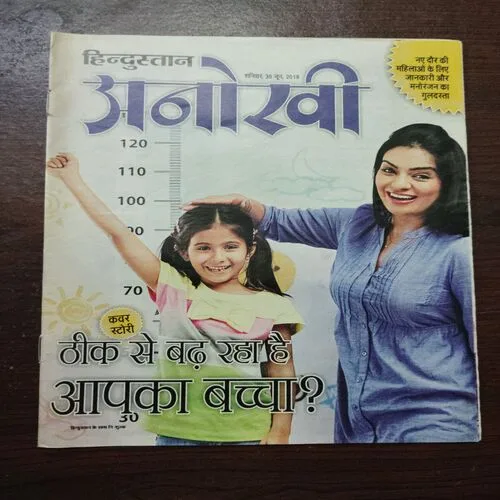 हिन्दुस्तान
शनिवार, 30 जून, 2018
अनोखी
नए दौर की
महिलाओं के लिए
जानकारी और
मनोरंजन का
गुलदस्ता
120
110
100
90
70
कवर
स्टोरी
ठीक से बढ़ रहा है
आपका बच्चा?
हिन्दुस्तान के साथ नि:शुल्क